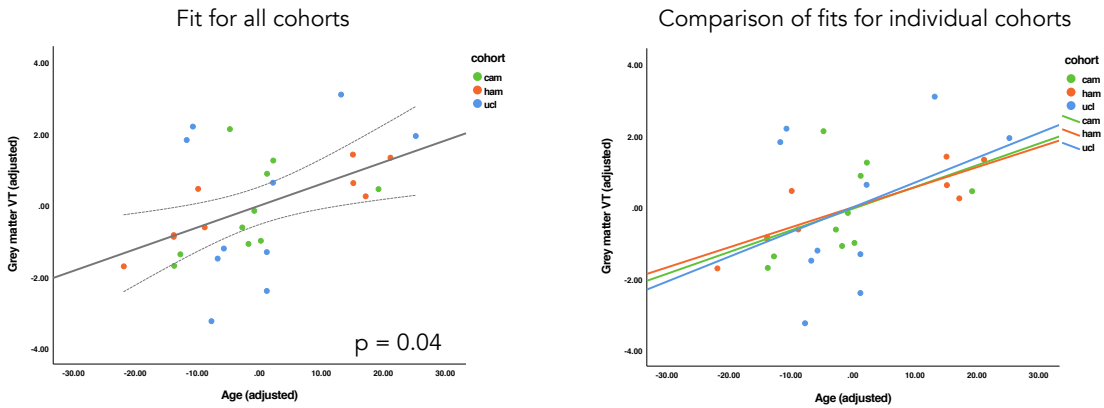 Fit for all cohorts
Grey matter VT (adjusted)
4.00
2.00
.00
-2.00
-4.00
cohort
cam
ham
ucl
p = 0.04
-30.00 -20.00 -10.00 .00 10.00 20.00 30.00
Age (adjusted)
Comparison of fits for individual cohorts
Grey matter VT (adjusted)
4.00
2.00
.00
-2.00
-4.00
cohort
cam
ham
ucl
cam
ham
ucl
-30.00 -20.00 -10.00 .00 10.00 20.00 30.00
Age (adjusted)